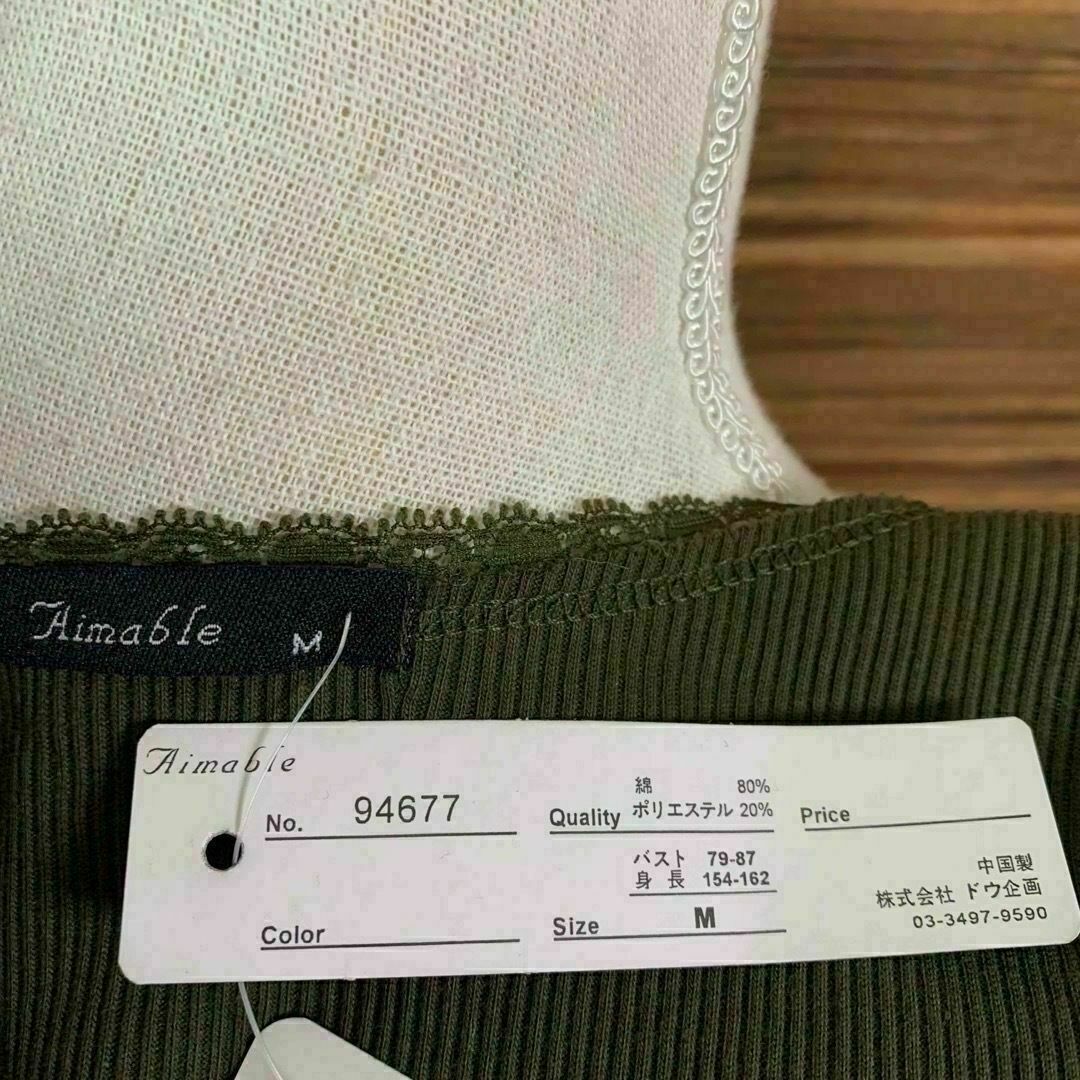 Aimable M
Aimable
No. 94677
Color
綿 80%
Quality ポリエステル 20%
バスト 79-87
身長 154-162
Size M
Price
中国製
株式会社 ドウ企画
03-3497-9590